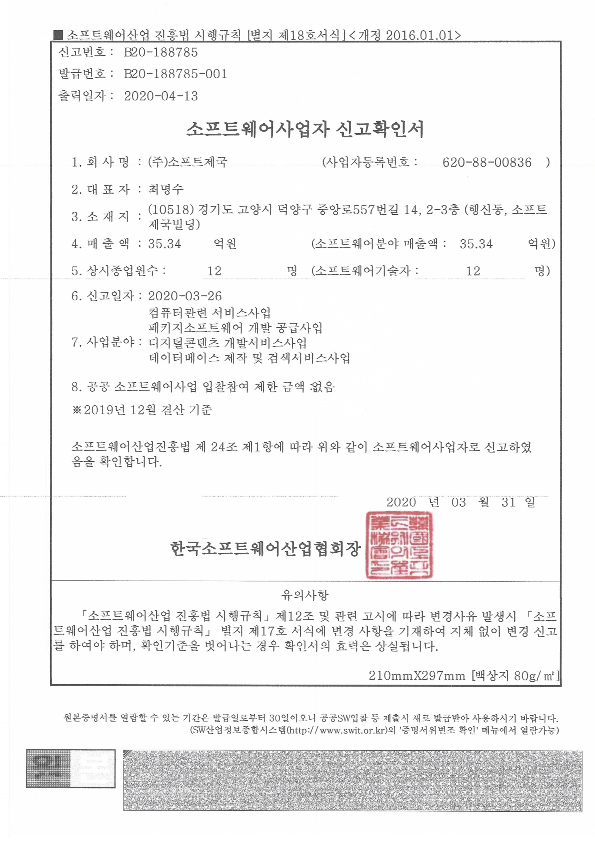 ■ 소프트웨어산업 진흥법 시행규칙 [별지 제18호서식]<개정 2016.01.01>
신고번호 : B20-188785
발급번호 : B20-188785-001
출력일자 : 2020-04-13
소프트웨어사업자 신고확인서
1. 회 사 명 : (주)소프트제국 (사업자등록번호 : 620-88-00836 )
2. 대 표 자 : 최명수
3. 소 재 지 : (10518) 경기도 고양시 덕양구 중앙로557번길 14, 2-3층 (행신동, 소프트
제국빌딩)
4. 매 출 액 : 35.34 억원 (소프트웨어분야 매출액 : 35.34 억원)
5. 상시종업원수 : 12 명 (소프트웨어기술자 : 12 명)
6. 신고일자 : 2020-03-26
컴퓨터관련 서비스사업
패키지소프트웨어 개발 공급사업
7. 사업분야 : 디지털콘텐츠 개발서비스사업
데이터베이스 제작 및 검색서비스사업
8. 공공 소프트웨어사업 입찰참여 제한 금액 없음
※2019년 12월 결산 기준
소프트웨어산업진흥법 제 24조 제1항에 따라 위와 같이 소프트웨어사업자로 신고하였
음을 확인합니다.
2020 년 03 월 31 일
한국소프트웨어산업협회장
유의사항
「소프트웨어산업 진흥법 시행규칙」제12조 및 관련 고시에 따라 변경사유 발생시 「소프
트웨어산업 진흥법 시행규칙」 별지 제17호 서식에 변경 사항을 기재하여 지체 없이 변경 신고
를 하여야 하며, 확인기준을 벗어나는 경우 확인서의 효력은 상실됩니다.
210mmX297mm [백상지 80g/㎡]
원본증명서를 열람할 수 있는 기간은 발급일로부터 30일이오니 공공SW입찰 등 제출시 새로 발급받아 사용하시기 바랍니다.
(SW산업정보종합시스템(http://www.swit.or.kr)의 '증명서위변조 확인' 메뉴에서 열람가능)
원본